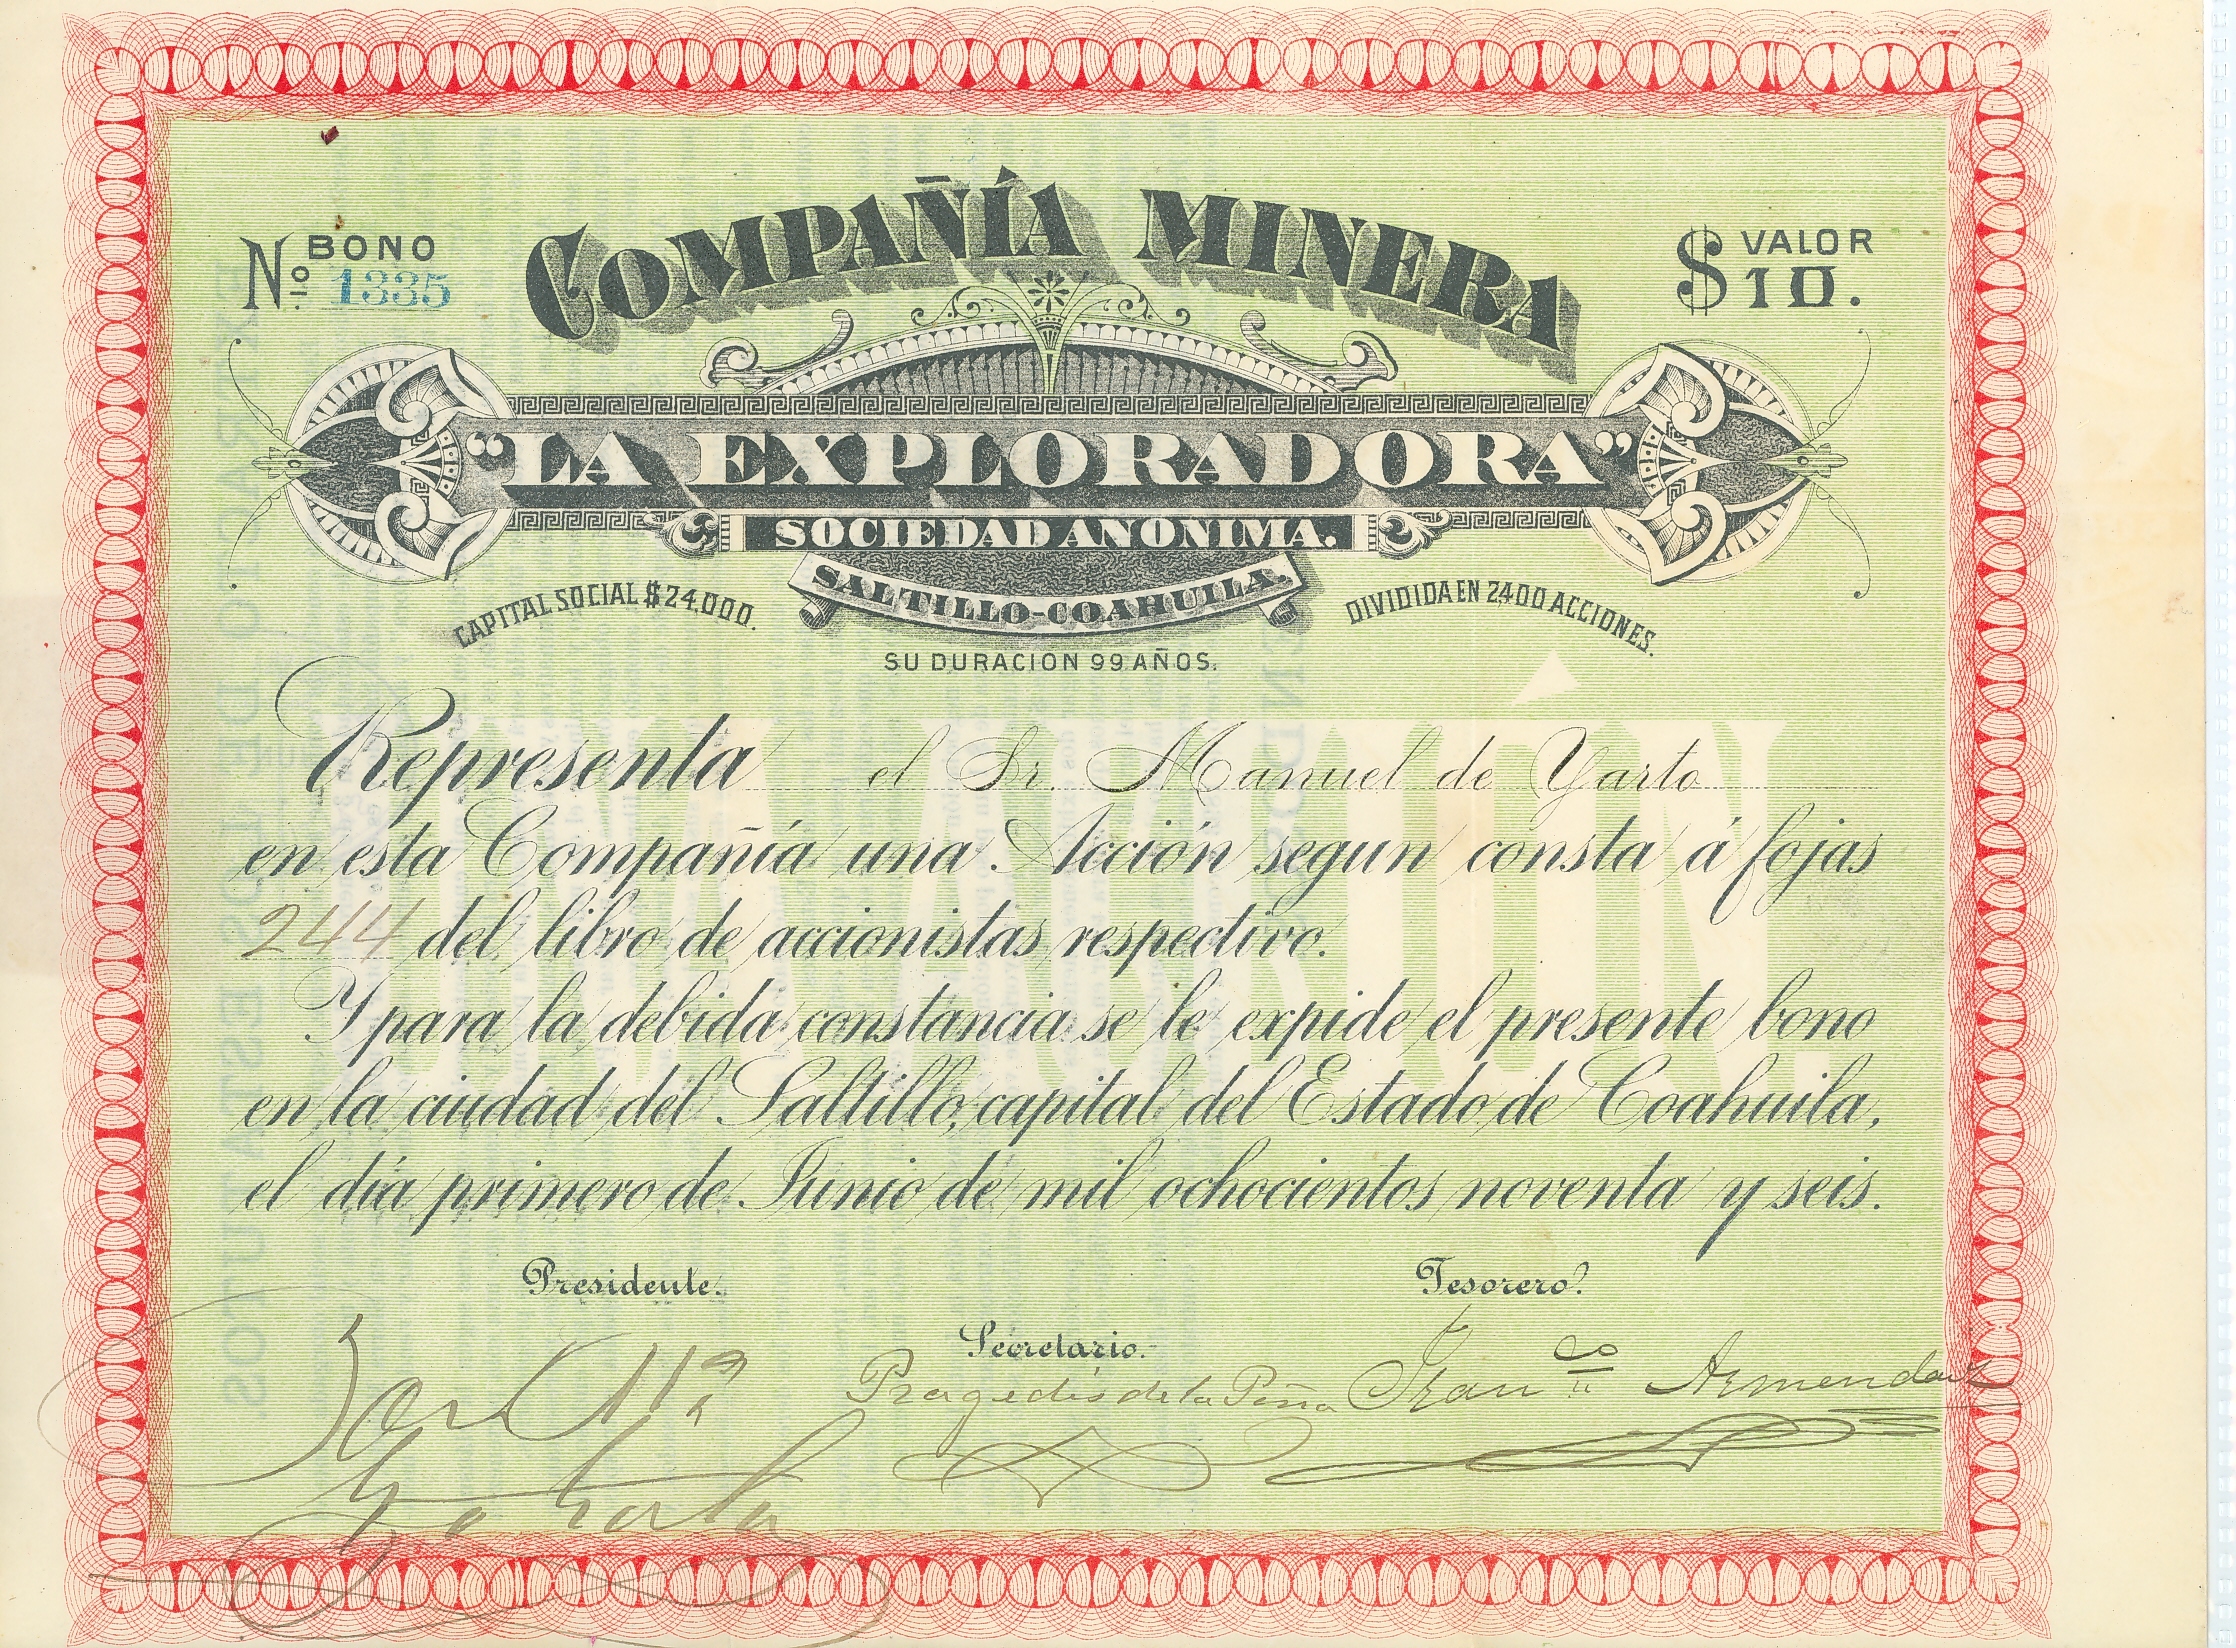 COMPAÑÍA MINERA
No. BONO 1335
$ VALOR 10.
"LA EXPLORADORA"
SOCIEDAD ANONIMA.
SALTILLO-COAHUILA.
CAPITAL SOCIAL $24.000.
DIVIDIDA EN 2400 ACCIONES.
SU DURACION 99 AÑOS.
UNA ACCIÓN.
Representa el Sr. Manuel de Yarto
en esta Compañía una Acción segun consta á fojas
244 del libro de accionistas respectivo.
Y para la debida constancia se le expide el presente bono
en la ciudad del Saltillo, capital del Estado de Coahuila,
el día primero de Junio de mil ochocientos noventa y seis.
Presidente.
Tesorero.
Secretario.
Pragedis de la Peña
Fran co Armendaiz